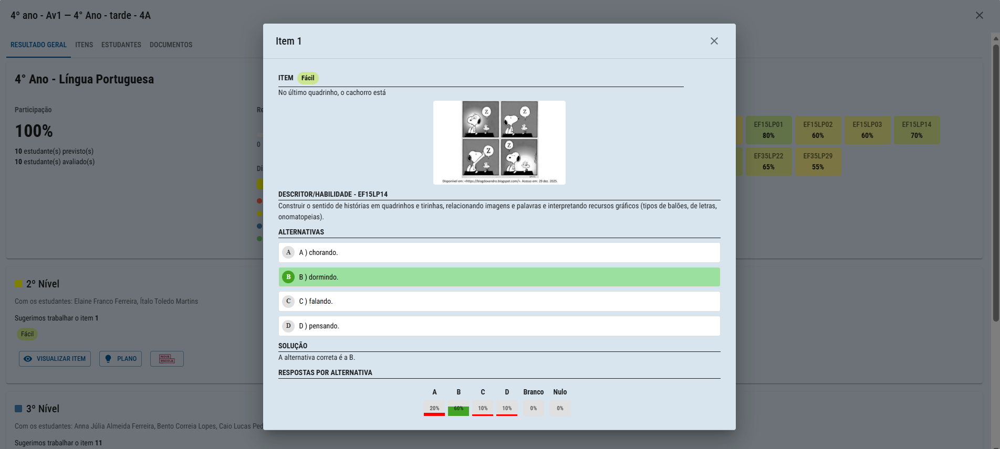 4º ano - Av1 — 4° Ano - tarde - 4A
RESULTADO GERAL
ITENS
ESTUDANTES
DOCUMENTOS
4° Ano - Língua Portuguesa
Participação
100%
10 estudante(s) previsto(s)
10 estudante(s) avaliado(s)
Re
0
Di
EF15LP01
80%
EF15LP02
60%
EF15LP03
60%
EF15LP14
70%
EF35LP22
65%
EF35LP29
55%
2º Nível
Com os estudantes: Elaine Franco Ferreira, Ítalo Toledo Martins
Sugerimos trabalhar o item 1
Fácil
VISUALIZAR ITEM
PLANO
NOVA
ESCOLA
3º Nível
Com os estudantes: Anna Júlia Almeida Ferreira, Bento Correia Lopes, Caio Lucas Ped
Sugerimos trabalhar o item 11
Item 1
ITEM Fácil
No último quadrinho, o cachorro está
Z
Z
Z
Z
Disponível em: <https://blogdoxandro.blogspot.com/>. Acesso em: 29 dez. 2025.
DESCRITOR/HABILIDADE - EF15LP14
Construir o sentido de histórias em quadrinhos e tirinhas, relacionando imagens e palavras e interpretando recursos gráficos (tipos de balões, de letras,
onomatopeias).
ALTERNATIVAS
A A ) chorando.
B B ) dormindo.
C C ) falando.
D D ) pensando.
SOLUÇÃO
A alternativa correta é a B.
RESPOSTAS POR ALTERNATIVA
A B C D Branco Nulo
20% 60% 10% 10% 0% 0%